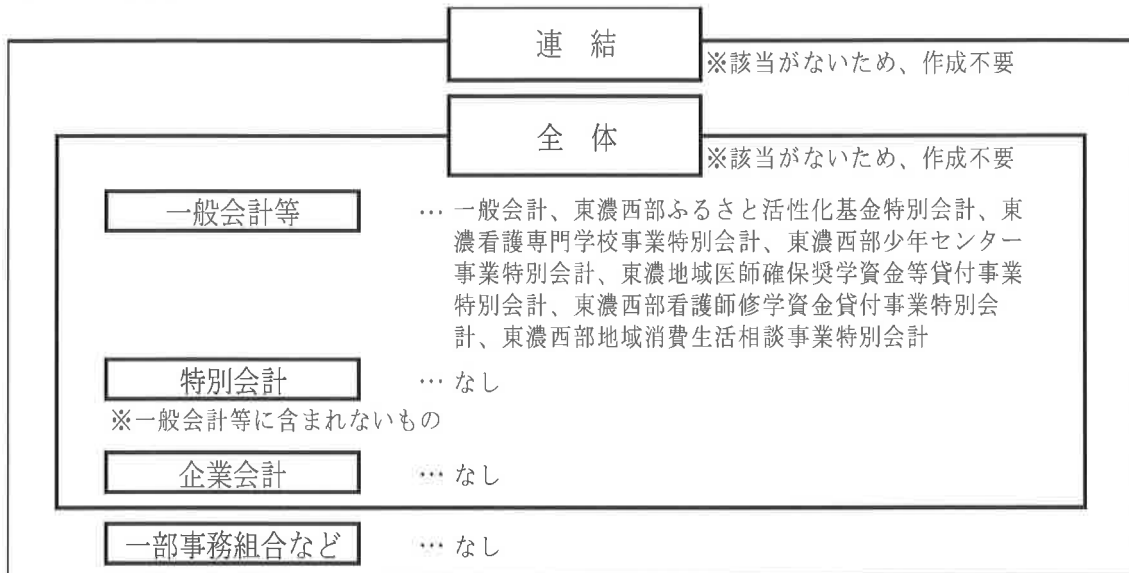 連　結
※該当がないため、作成不要
全　体
※該当がないため、作成不要
一般会計等
… 一般会計、東濃西部ふるさと活性化基金特別会計、東
濃看護専門学校事業特別会計、東濃西部少年センター
事業特別会計、東濃地域医師確保奨学資金等貸付事業
特別会計、東濃西部看護師修学資金貸付事業特別会
計、東濃西部地域消費生活相談事業特別会計
特別会計
… なし
※一般会計等に含まれないもの
企業会計
… なし
一部事務組合など
… なし